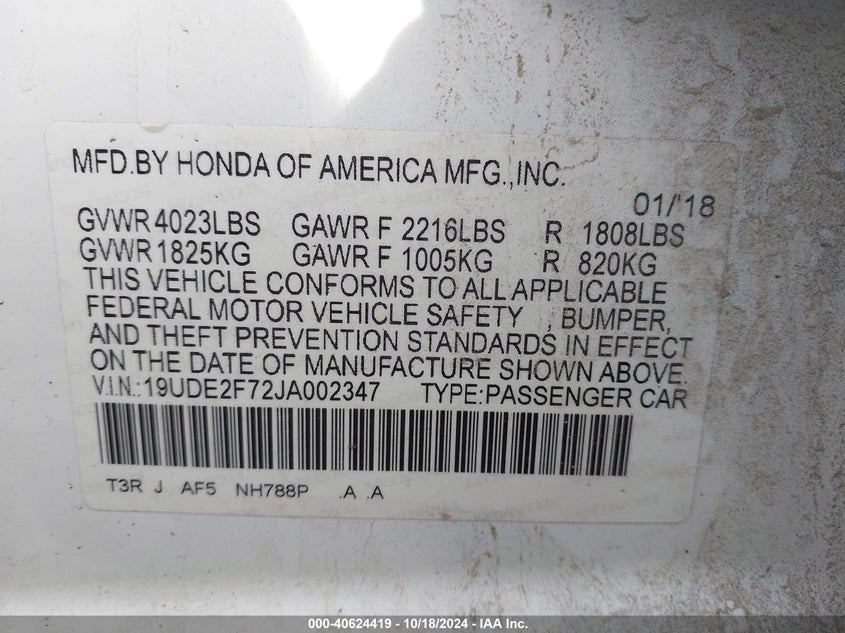 MFD.BY HONDA OF AMERICA MFG.,INC.
01/'18
GVWR 4023LBS GAWR F 2216LBS R 1808LBS
GVWR 1825KG GAWR F 1005KG R 820KG
THIS VEHICLE CONFORMS TO ALL APPLICABLE
FEDERAL MOTOR VEHICLE SAFETY , BUMPER,
AND THEFT PREVENTION STANDARDS IN EFFECT
ON THE DATE OF MANUFACTURE SHOWN ABOVE.
V.I.N.:19UDE2F72JA002347 TYPE:PASSENGER CAR
T3R J AF5 NH788P .A .A
000-40624419 - 10/18/2024 - IAA Inc.